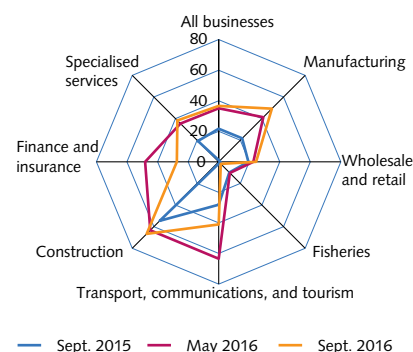 All businesses
80
60
40
20
0
Manufacturing
Specialised
services
Finance and
insurance
Wholesale
and retail
Construction
Fisheries
Transport, communications, and tourism
Sept. 2015
May 2016
Sept. 2016